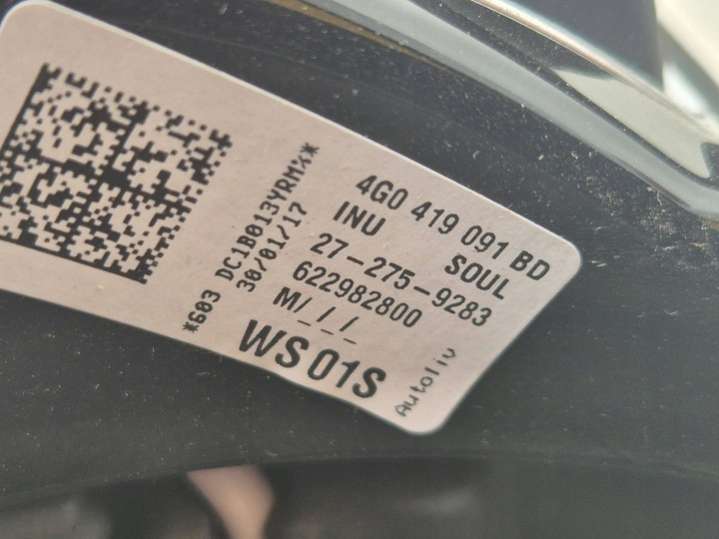 4G0 419 091 BD
INU SOUL
27-275-9283
622982800
M/_/_/_
WS01S
*603 DC1B013YRM%*
30/01/17
Autoliv